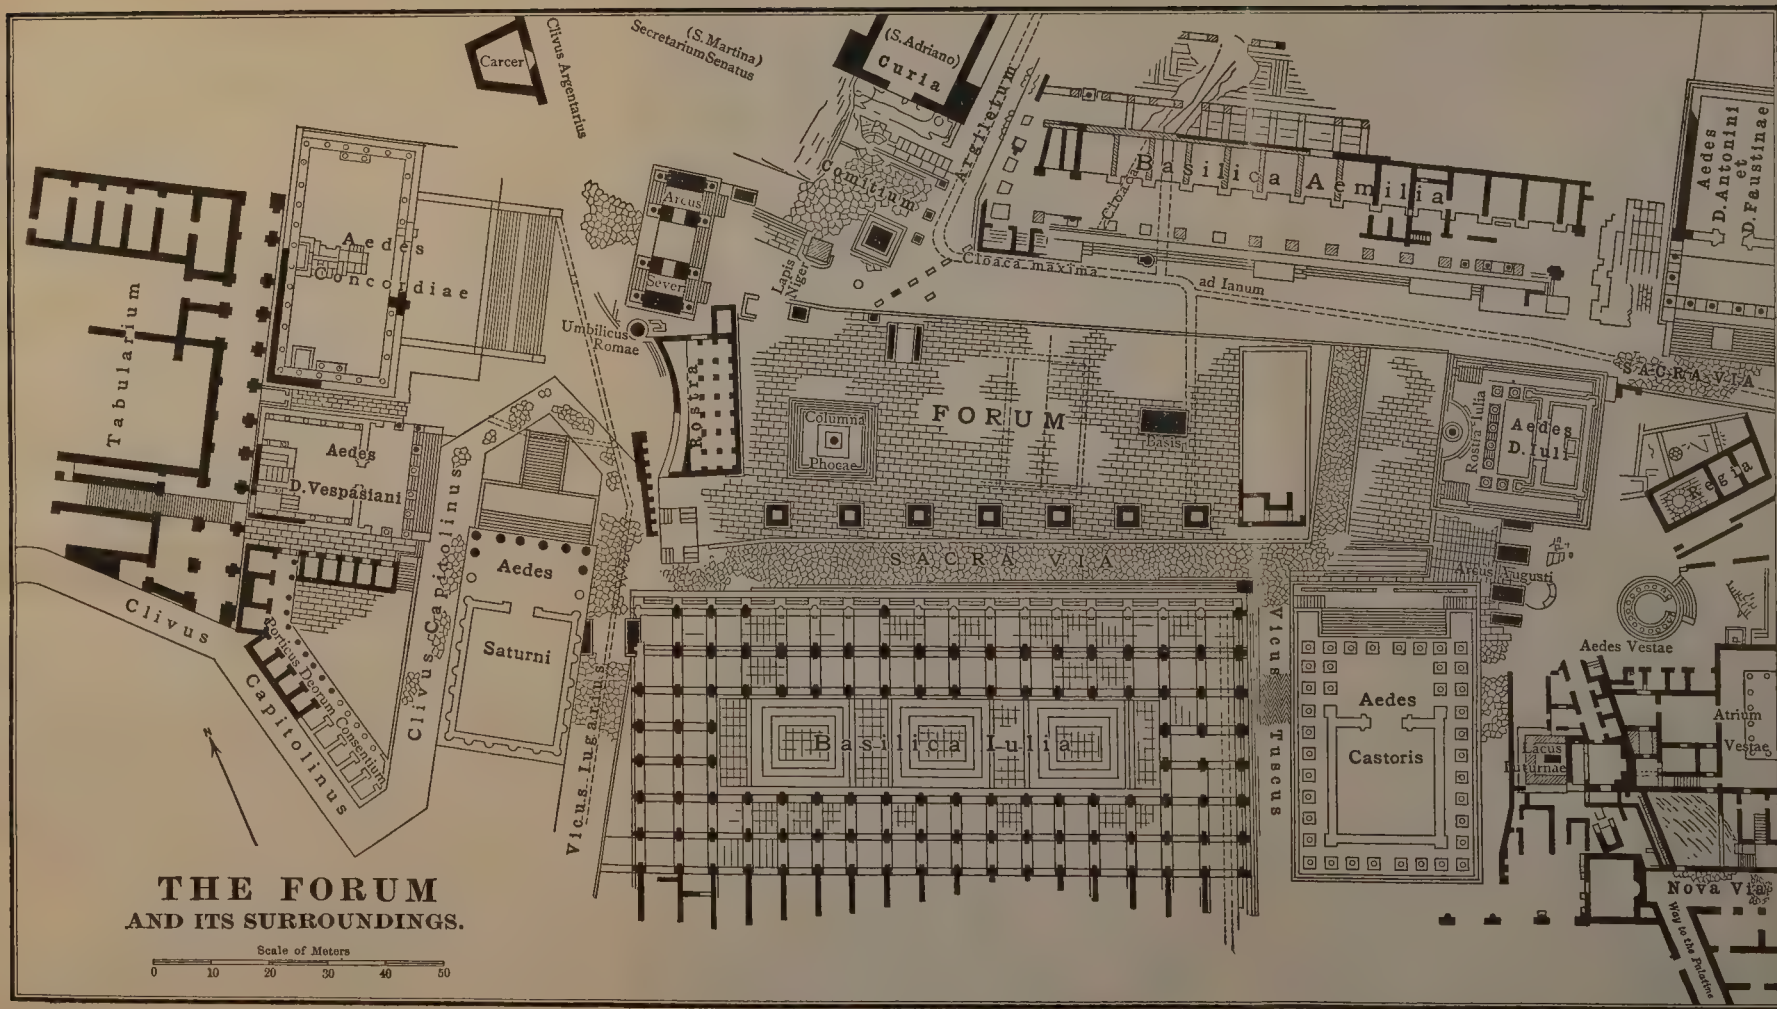 Carcer
Clivus Argentarius
(S. Martina)
Secretarium Senatus
(S. Adriano)
Curia
Argiletum
Comitium
Basilica Aemilia
Cloaca
Aedes
D. Antonini
et
D. Faustinae
Arcus
Severi
Lapis
Niger
Cloaca maxima
ad Ianum
Aedes
Concordiae
Tabularium
Umbilicus
Romae
Rostra
Columna
Phocae
FORUM
Basis
SACRA VIA
Rostra Iulia
Aedes
D. Iuli
Regia
Aedes
D. Vespasiani
Clivus Capitolinus
Aedes
Saturni
SACRA VIA
Arcus Augusti
Clivus
Capitolinus
Porticus Deorum Consentium
Vicus Iugarius
Basilica Iulia
Vicus Tuscus
Aedes
Castoris
Aedes Vestae
Atrium
Vestae
Lacus
Iuturnae
Nova Via
Way to the Palatine
N
THE FORUM
AND ITS SURROUNDINGS.
Scale of Meters
0 10 20 30 40 50